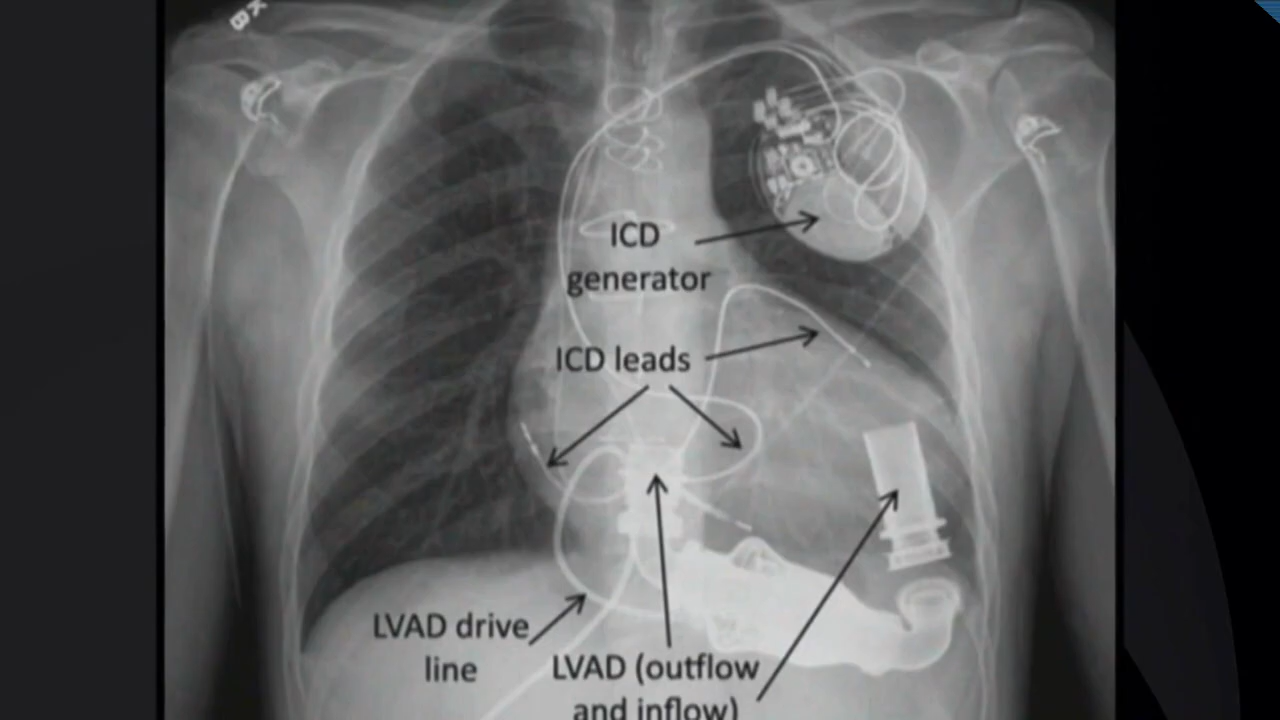 ICD
generator
ICD leads
LVAD drive
line
LVAD (outflow
and inflow)